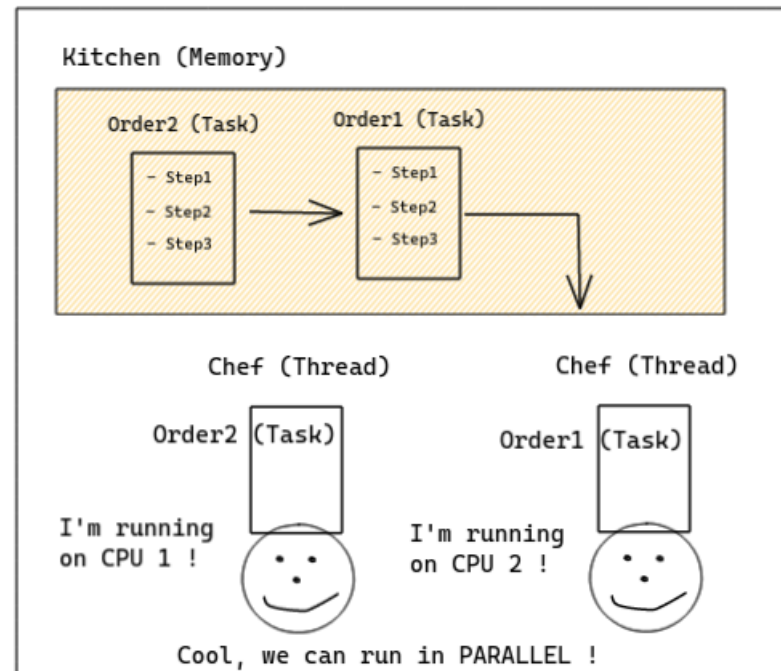 Kitchen (Memory)
Order2 (Task)
Order1 (Task)
- Step1
- Step2
- Step3
- Step1
- Step2
- Step3
Chef (Thread)
Chef (Thread)
Order2 (Task)
Order1 (Task)
I'm running
on CPU 1 !
I'm running
on CPU 2 !
Cool, we can run in PARALLEL !